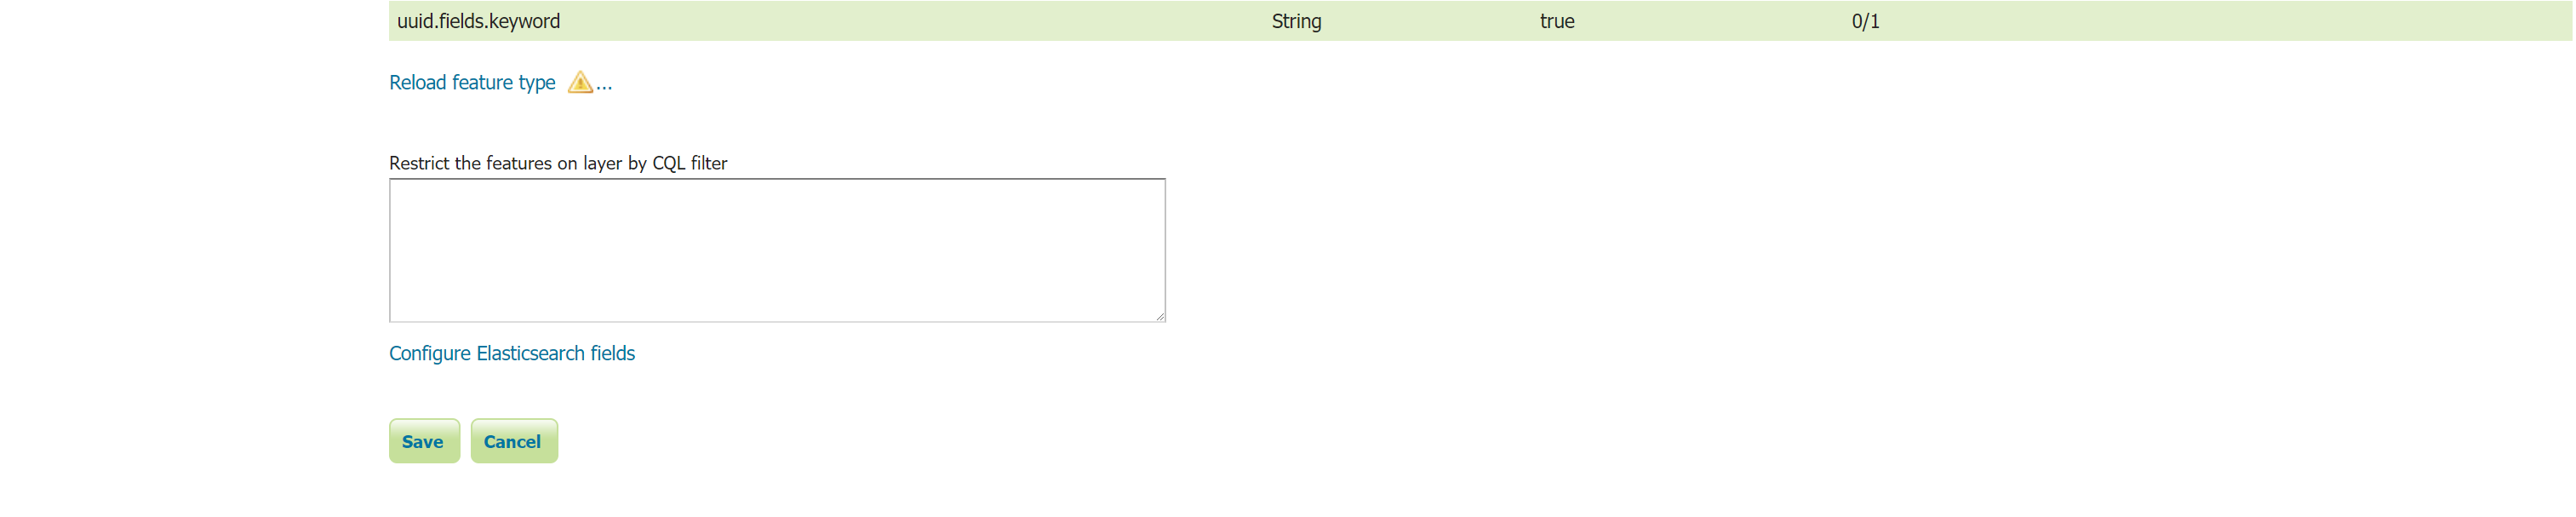 uuid.fields.keyword String true 0/1
Reload feature type ...
Restrict the features on layer by CQL filter
Configure Elasticsearch fields
Save Cancel